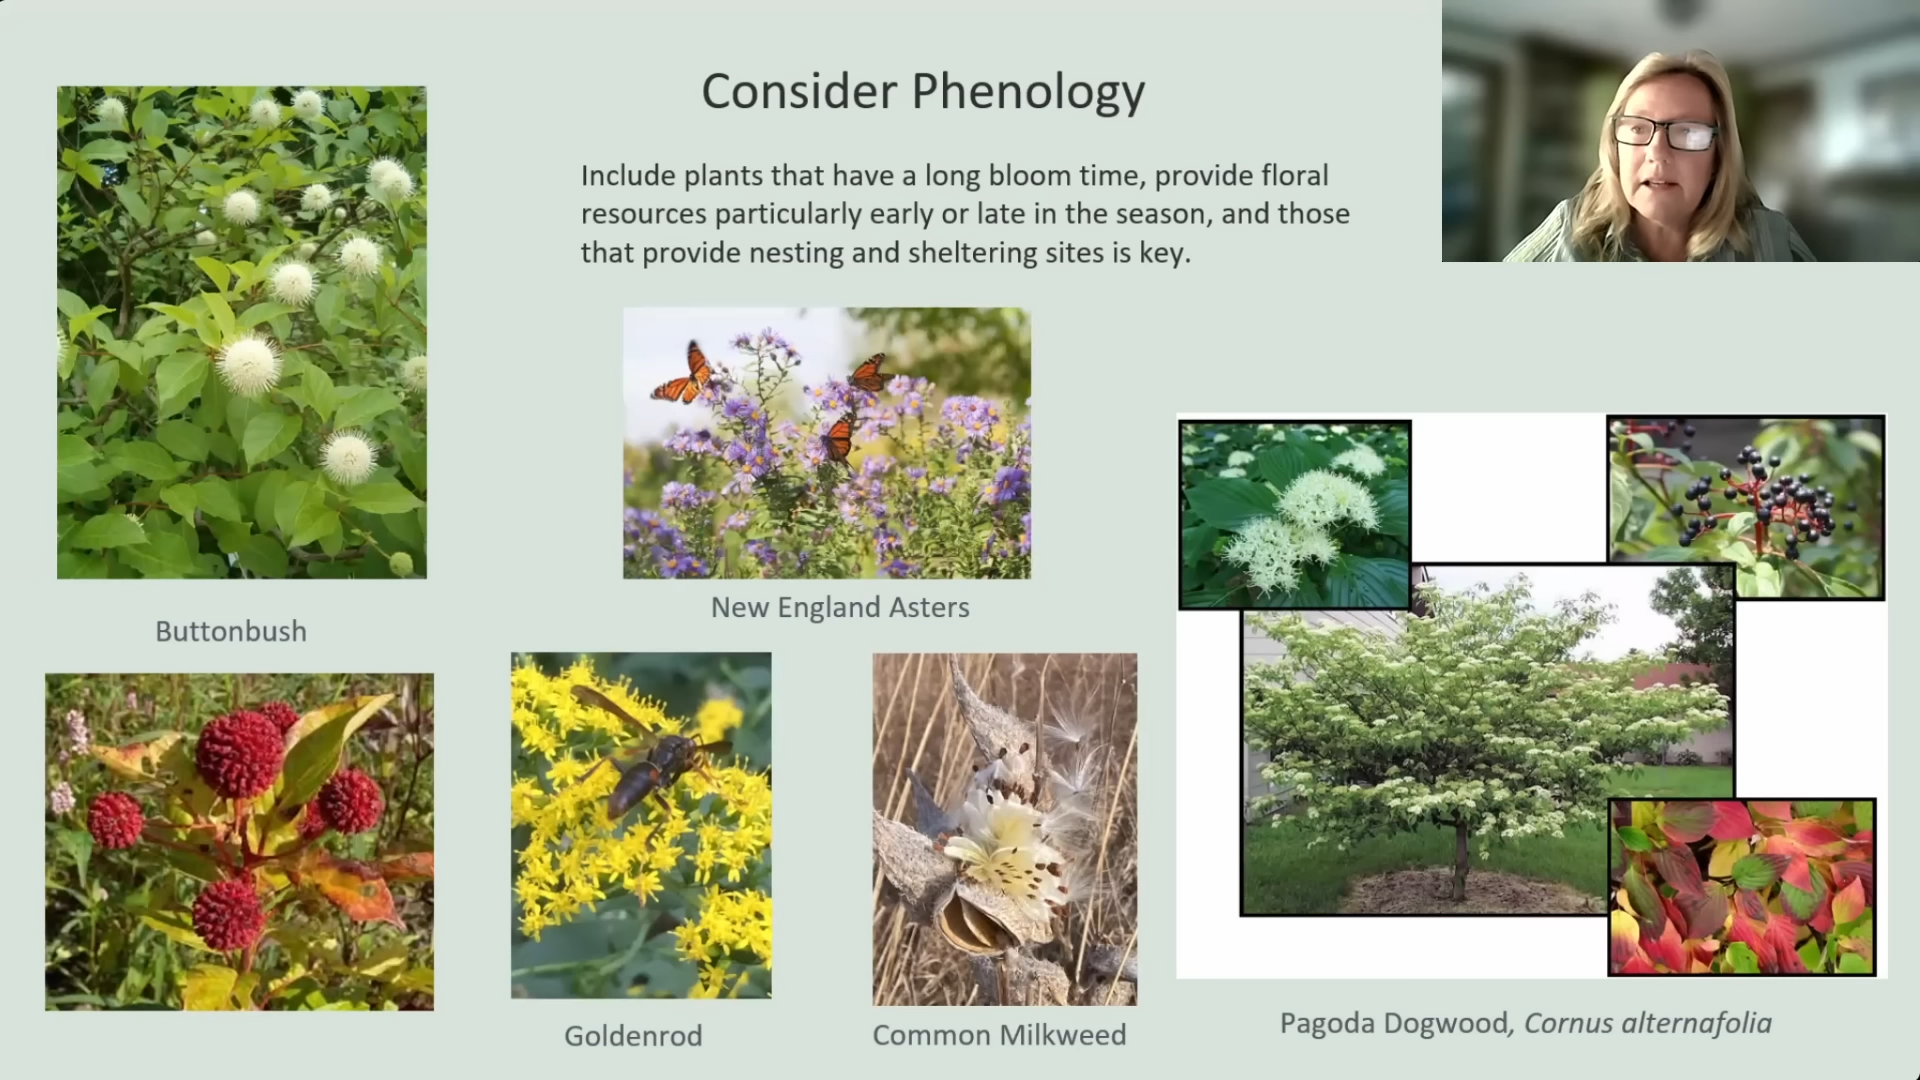 Consider Phenology
Include plants that have a long bloom time, provide floral
resources particularly early or late in the season, and those
that provide nesting and sheltering sites is key.
Buttonbush
New England Asters
Goldenrod
Common Milkweed
Pagoda Dogwood, Cornus alternafolia